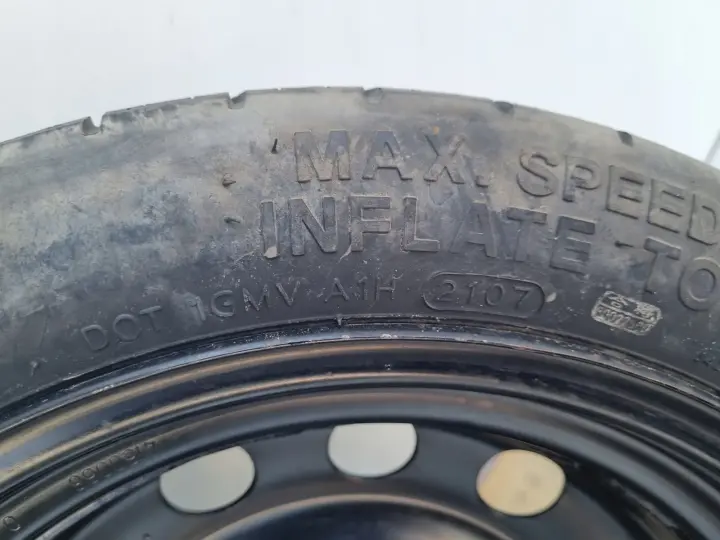 MAX. SPEED
INFLATE TO
DOT 1GMV A1H 2107